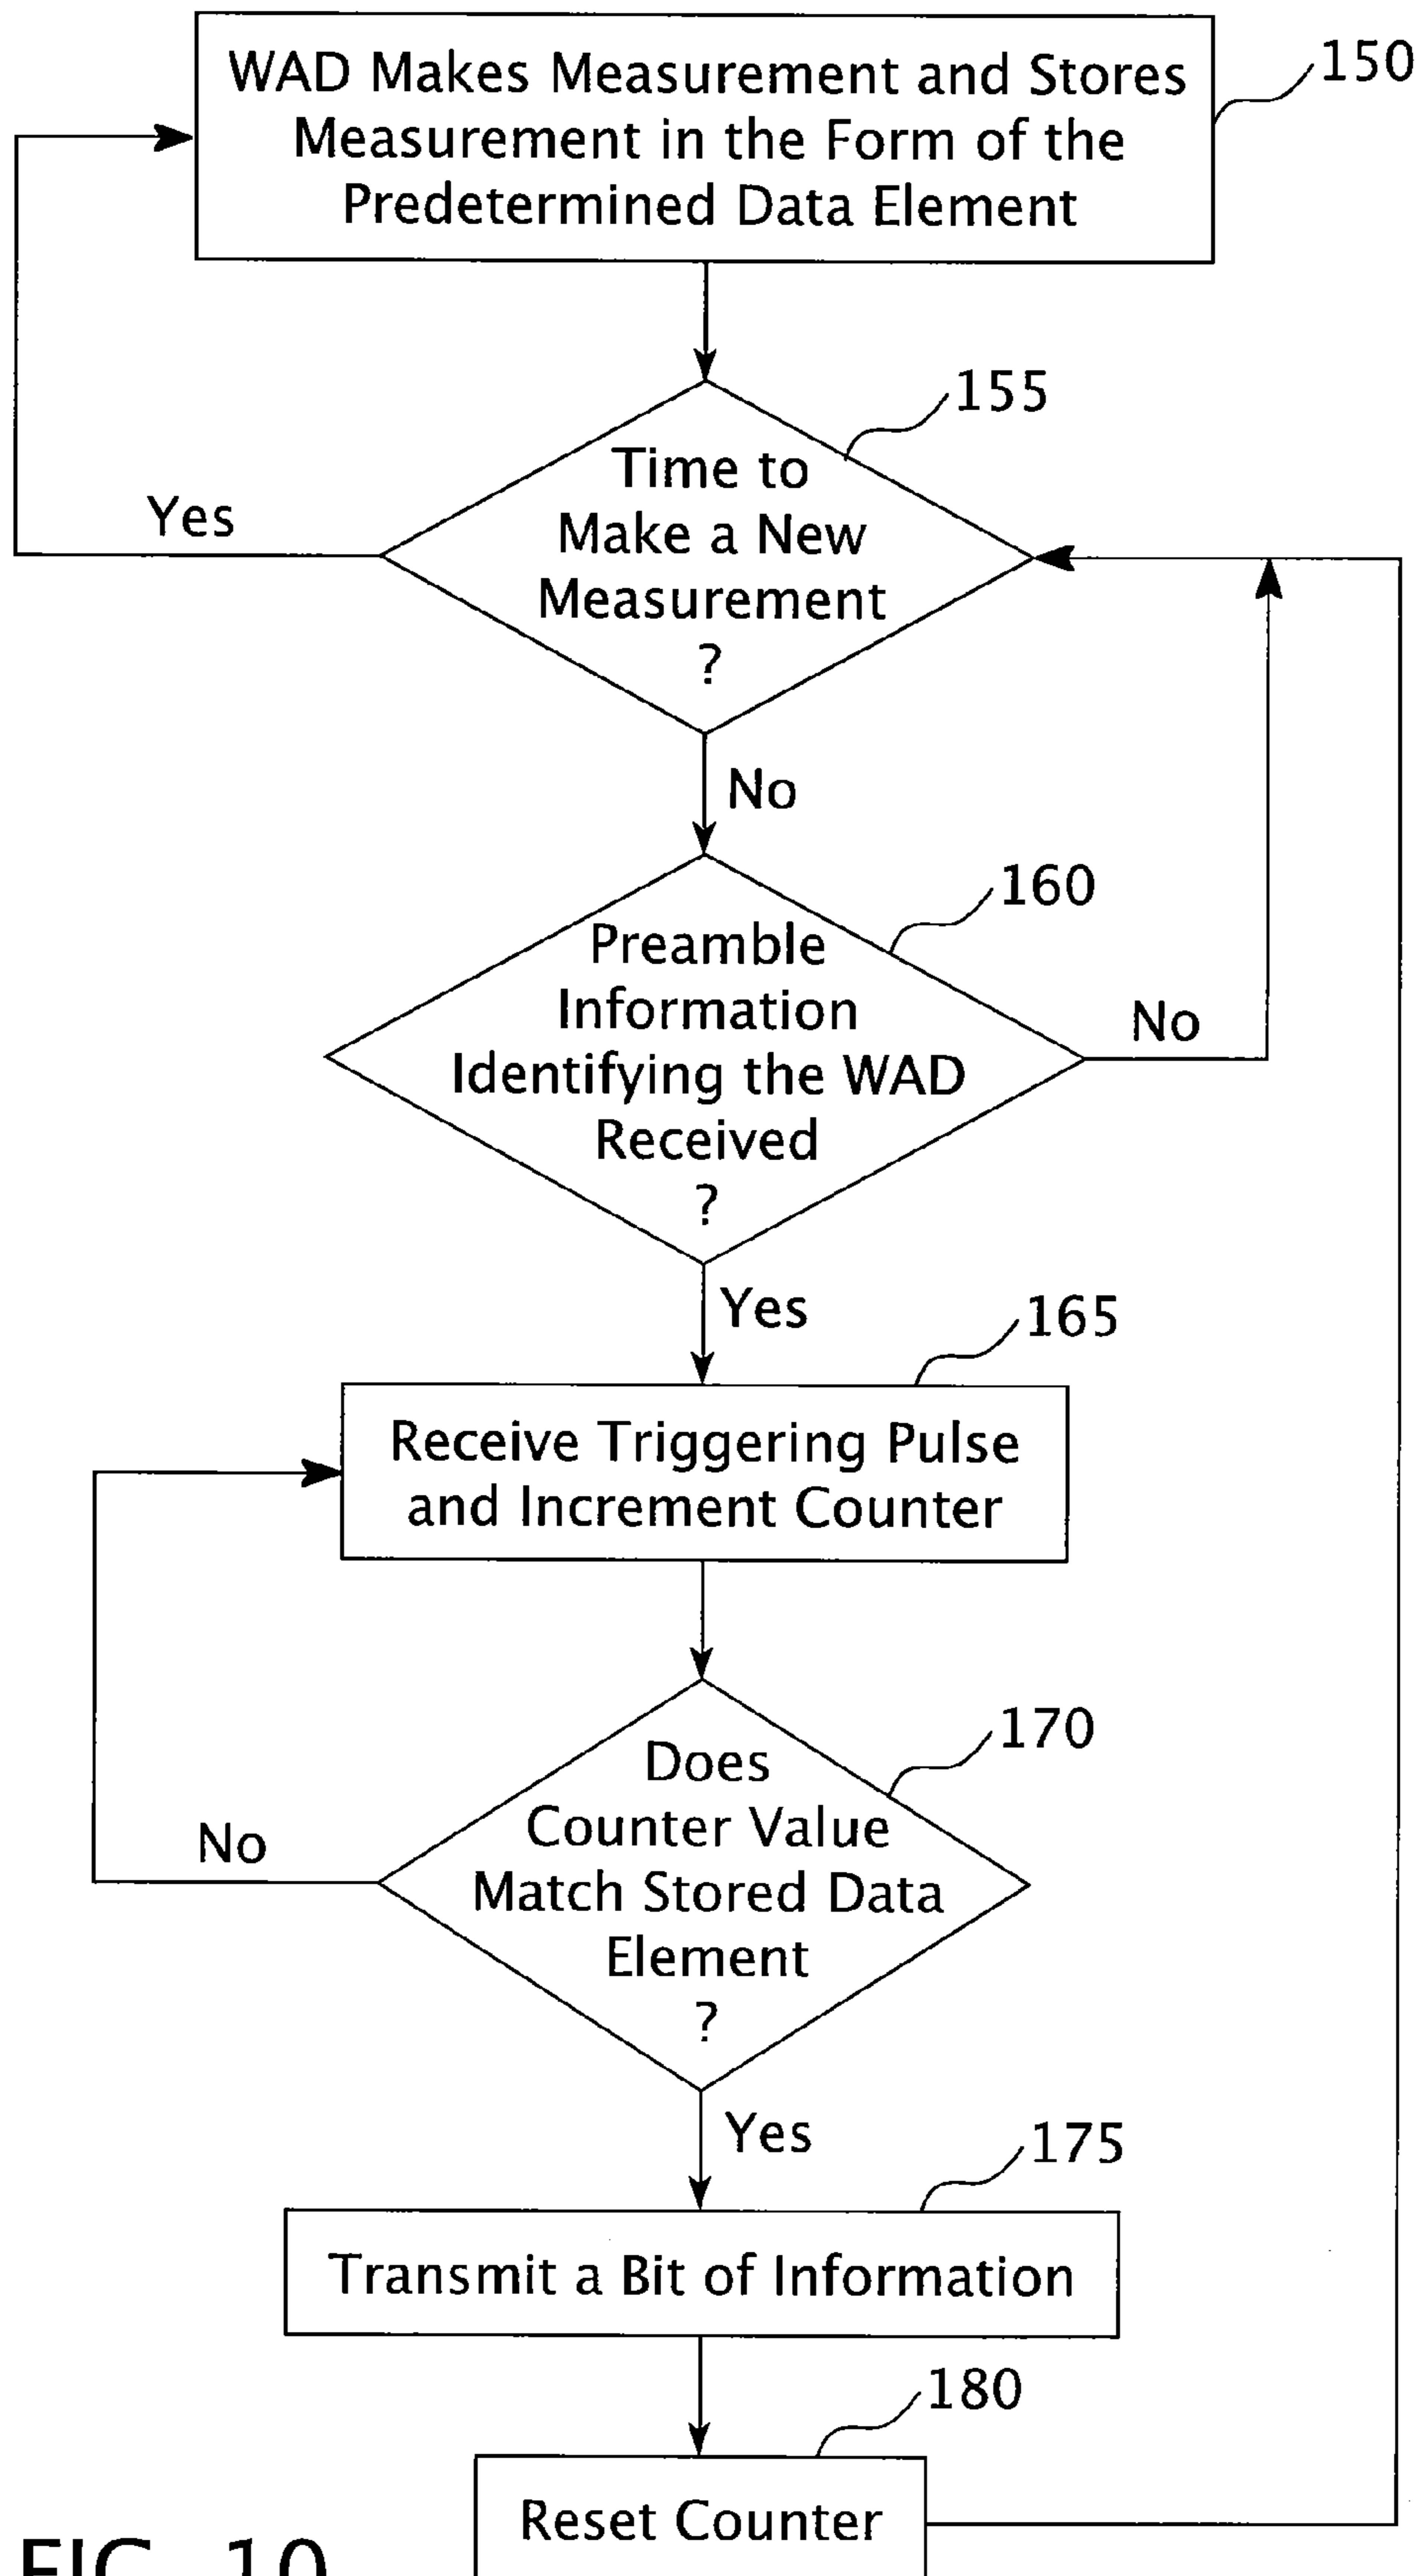 WAD Makes Measurement and Stores
Measurement in the Form of the
Predetermined Data Element
150
155
Time to
Make a New
Measurement
?
Yes
No
160
Preamble
Information
Identifying the WAD
Received
?
No
Yes
165
Receive Triggering Pulse
and Increment Counter
170
Does
Counter Value
Match Stored Data
Element
?
No
Yes
175
Transmit a Bit of Information
180
Reset Counter
FIG. 10